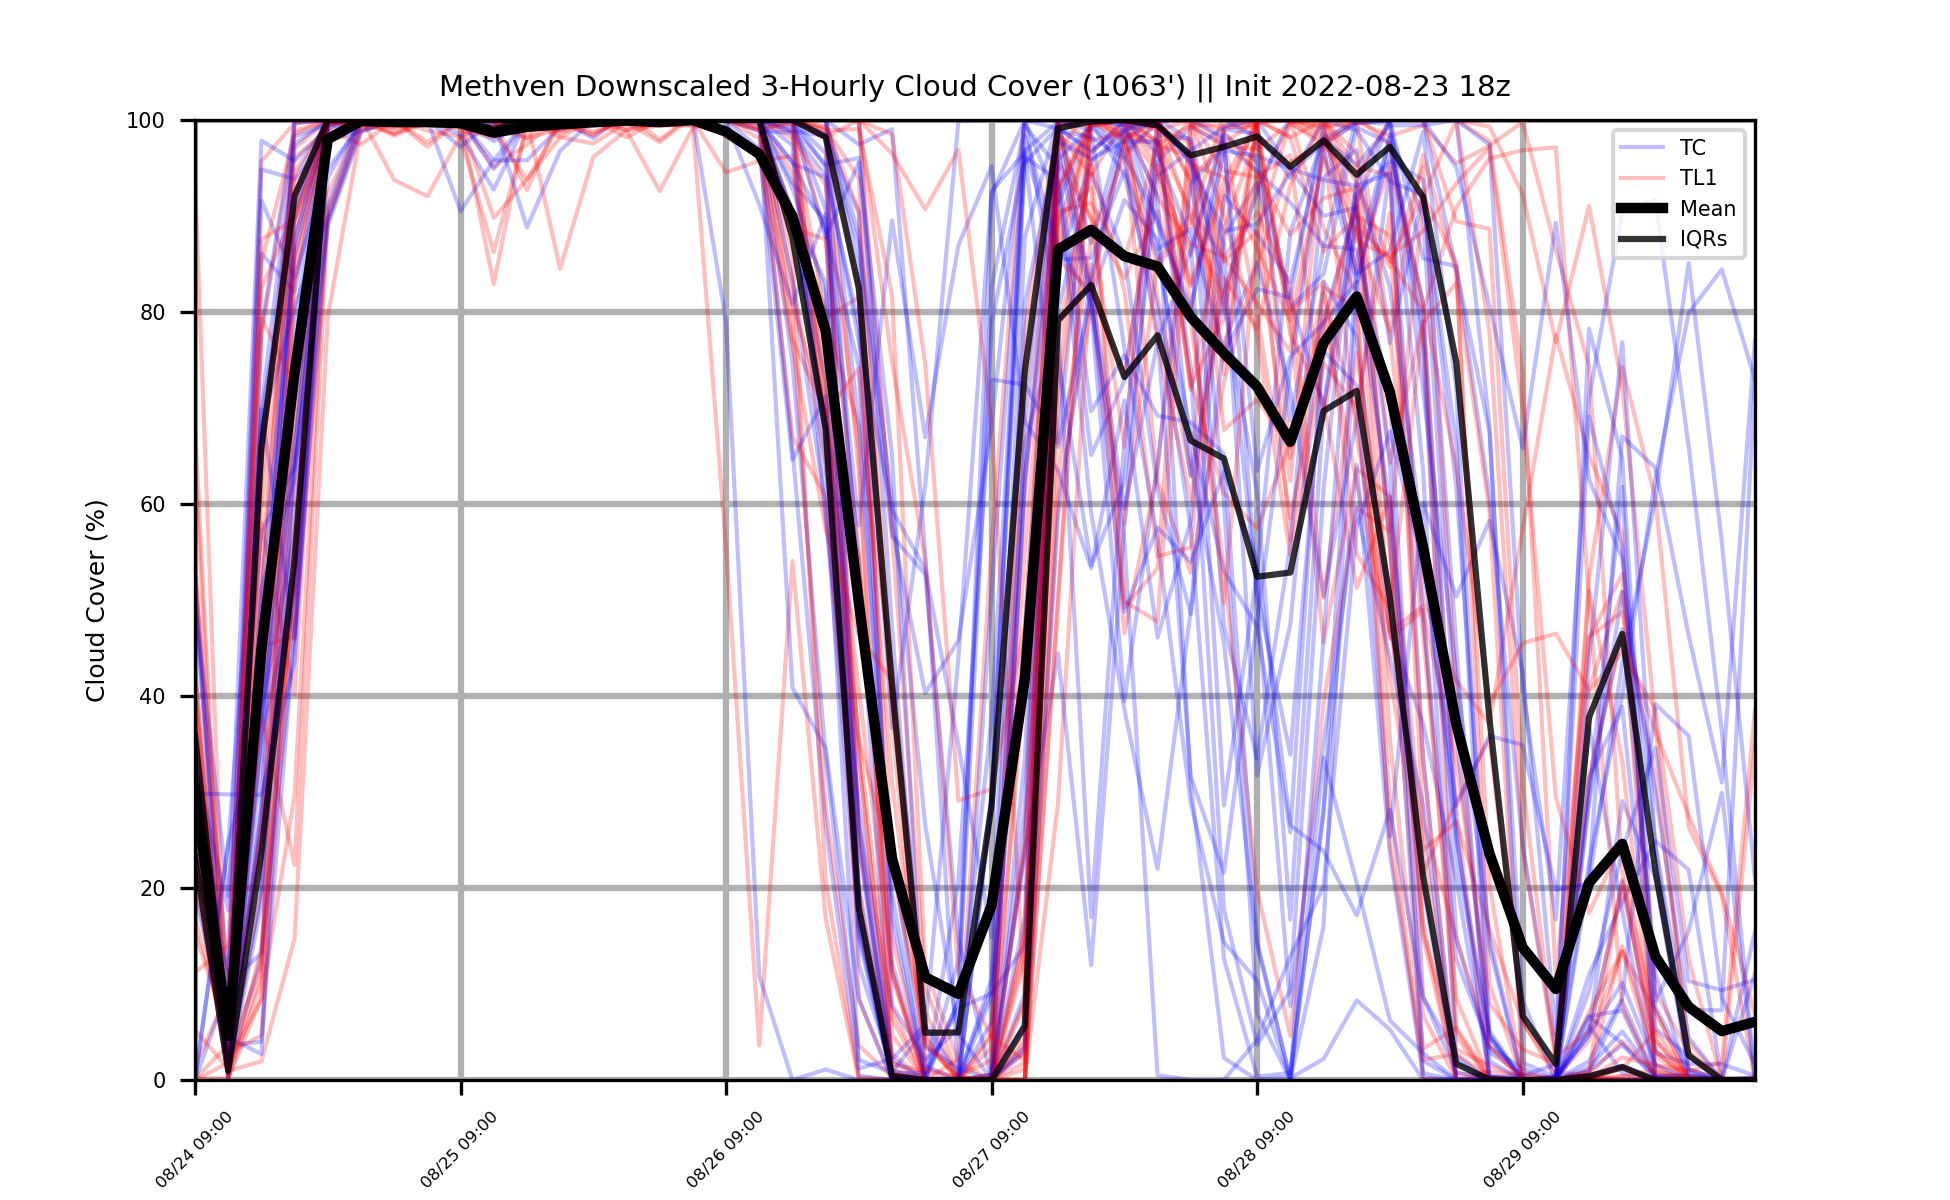 Methven Downscaled 3-Hourly Cloud Cover (1063') || Init 2022-08-23 18z
Cloud Cover (%)
100
80
60
40
20
0
TC
TL1
Mean
IQRs
08/24 09:00
08/25 09:00
08/26 09:00
08/27 09:00
08/28 09:00
08/29 09:00